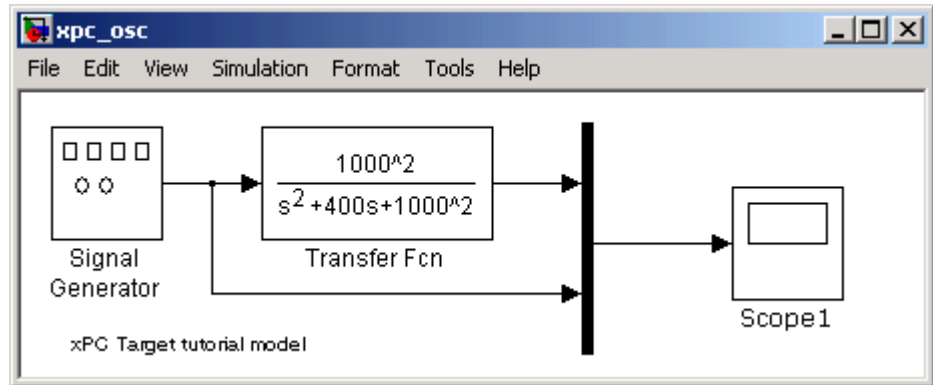 xpc_osc
File Edit View Simulation Format Tools Help
1000^2
s2+400s+1000^2
Signal
Generator
Transfer Fcn
Scope1
xPC Target tutorial model